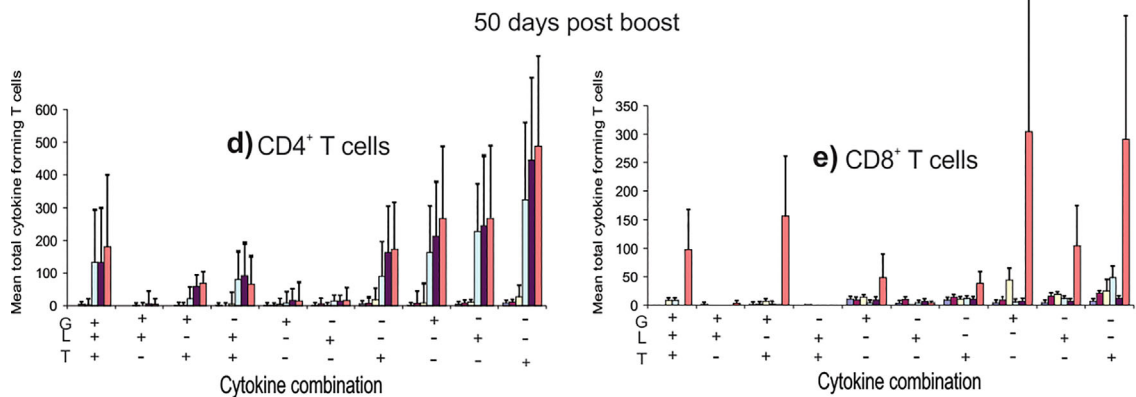 50 days post boost
Mean total cytokine forming T cells
600
500
400
300
200
100
0
d) CD4⁺ T cells
G + + + - + - - + - -
L + + - + - + - - + -
T + - + + - - + - - +
Cytokine combination
Mean total cytokine forming T cells
350
300
250
200
150
100
50
0
e) CD8⁺ T cells
G + + + - + - - + - -
L + + - + - + - - + -
T + - + + - - + - - +
Cytokine combination